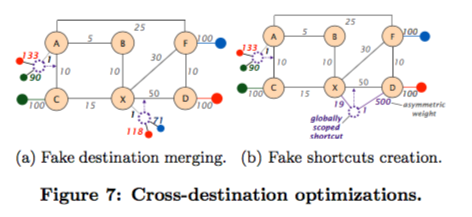 25
25
A
5
B
F
100
A
5
B
F
100
133
1
90
10
10
30
10
133
1
90
10
10
30
10
C
15
X
50
D
100
100
C
15
X
50
D
100
100
1
71
118
19
1
500
asymmetric
weight
globally
scoped
shortcut
(a) Fake destination merging. (b) Fake shortcuts creation.
Figure 7: Cross-destination optimizations.